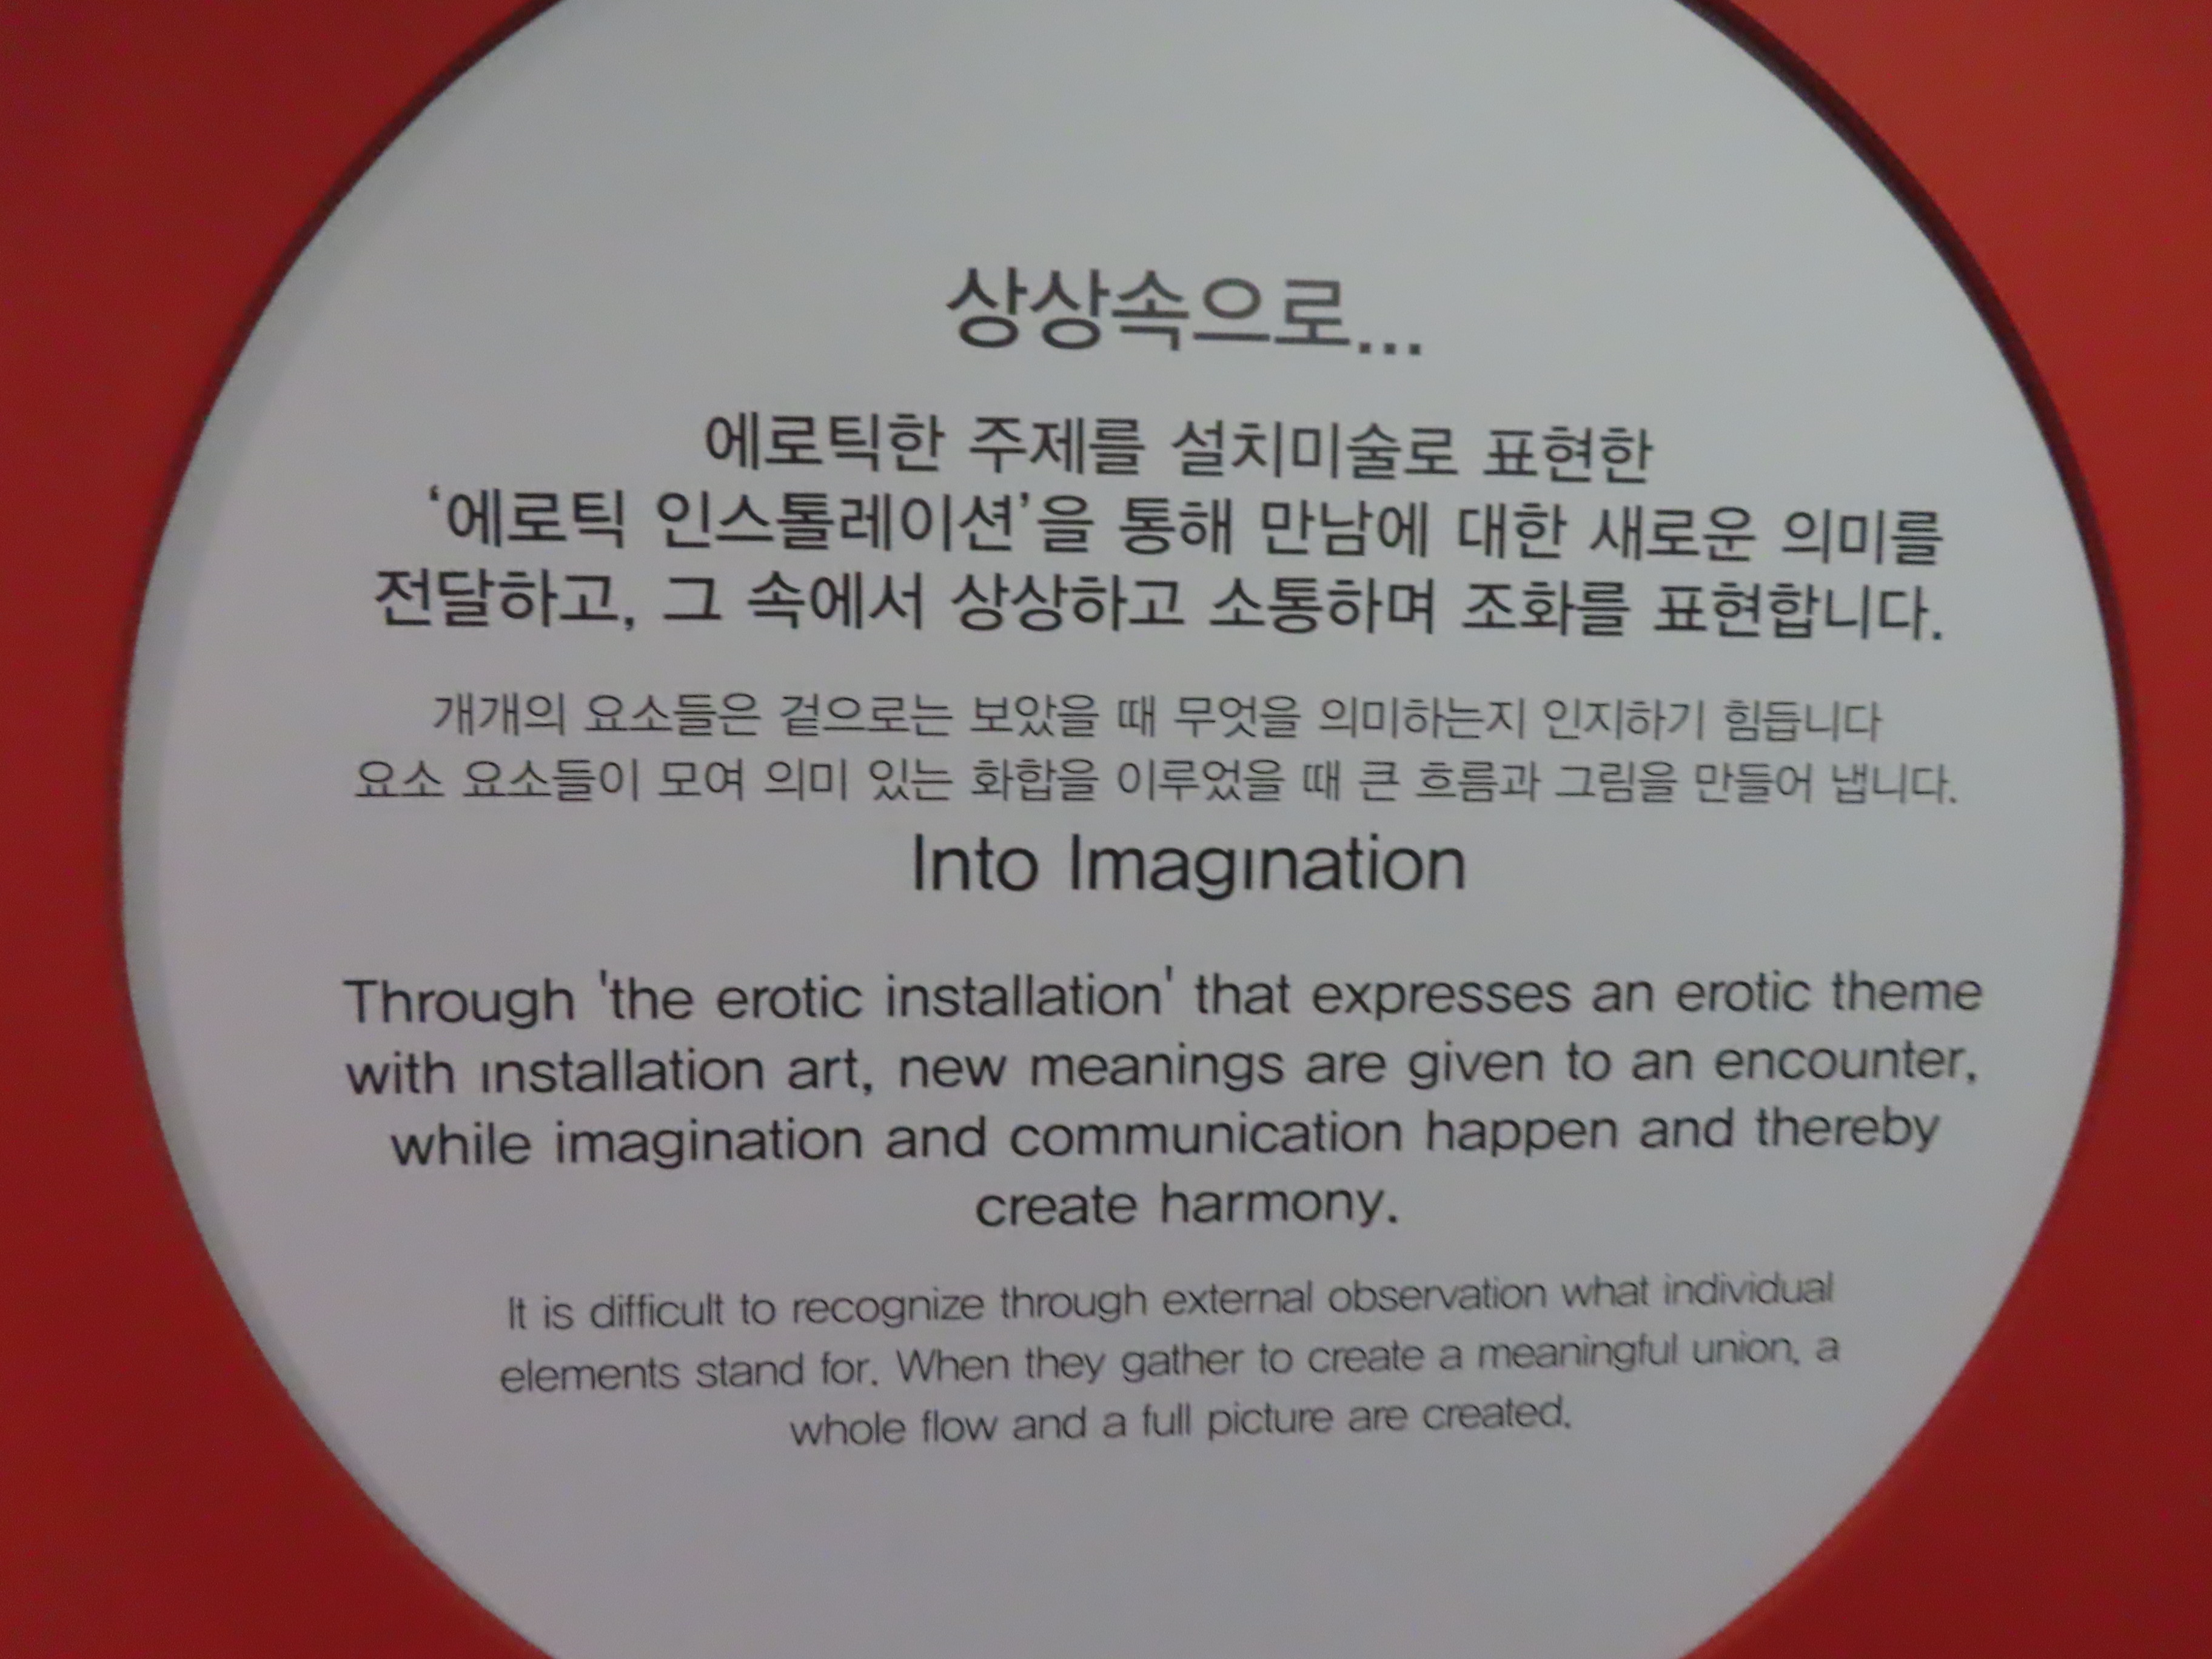 상상속으로...
에로틱한 주제를 설치미술로 표현한
‘에로틱 인스톨레이션’을 통해 만남에 대한 새로운 의미를
전달하고, 그 속에서 상상하고 소통하며 조화를 표현합니다.
개개의 요소들은 겉으로는 보았을 때 무엇을 의미하는지 인지하기 힘듭니다
요소 요소들이 모여 의미 있는 화합을 이루었을 때 큰 흐름과 그림을 만들어 냅니다.
Into Imagination
Through 'the erotic installation' that expresses an erotic theme
with installation art, new meanings are given to an encounter,
while imagination and communication happen and thereby
create harmony.
It is difficult to recognize through external observation what individual
elements stand for. When they gather to create a meaningful union, a
whole flow and a full picture are created.